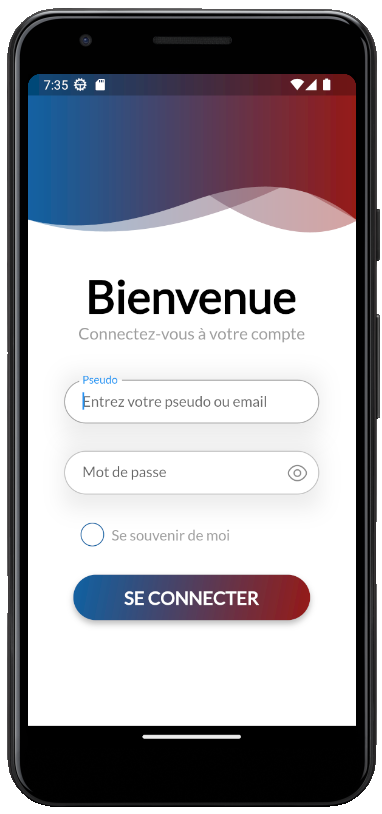 7:35
Bienvenue
Connectez-vous à votre compte
Pseudo
Entrez votre pseudo ou email
Mot de passe
Se souvenir de moi
SE CONNECTER